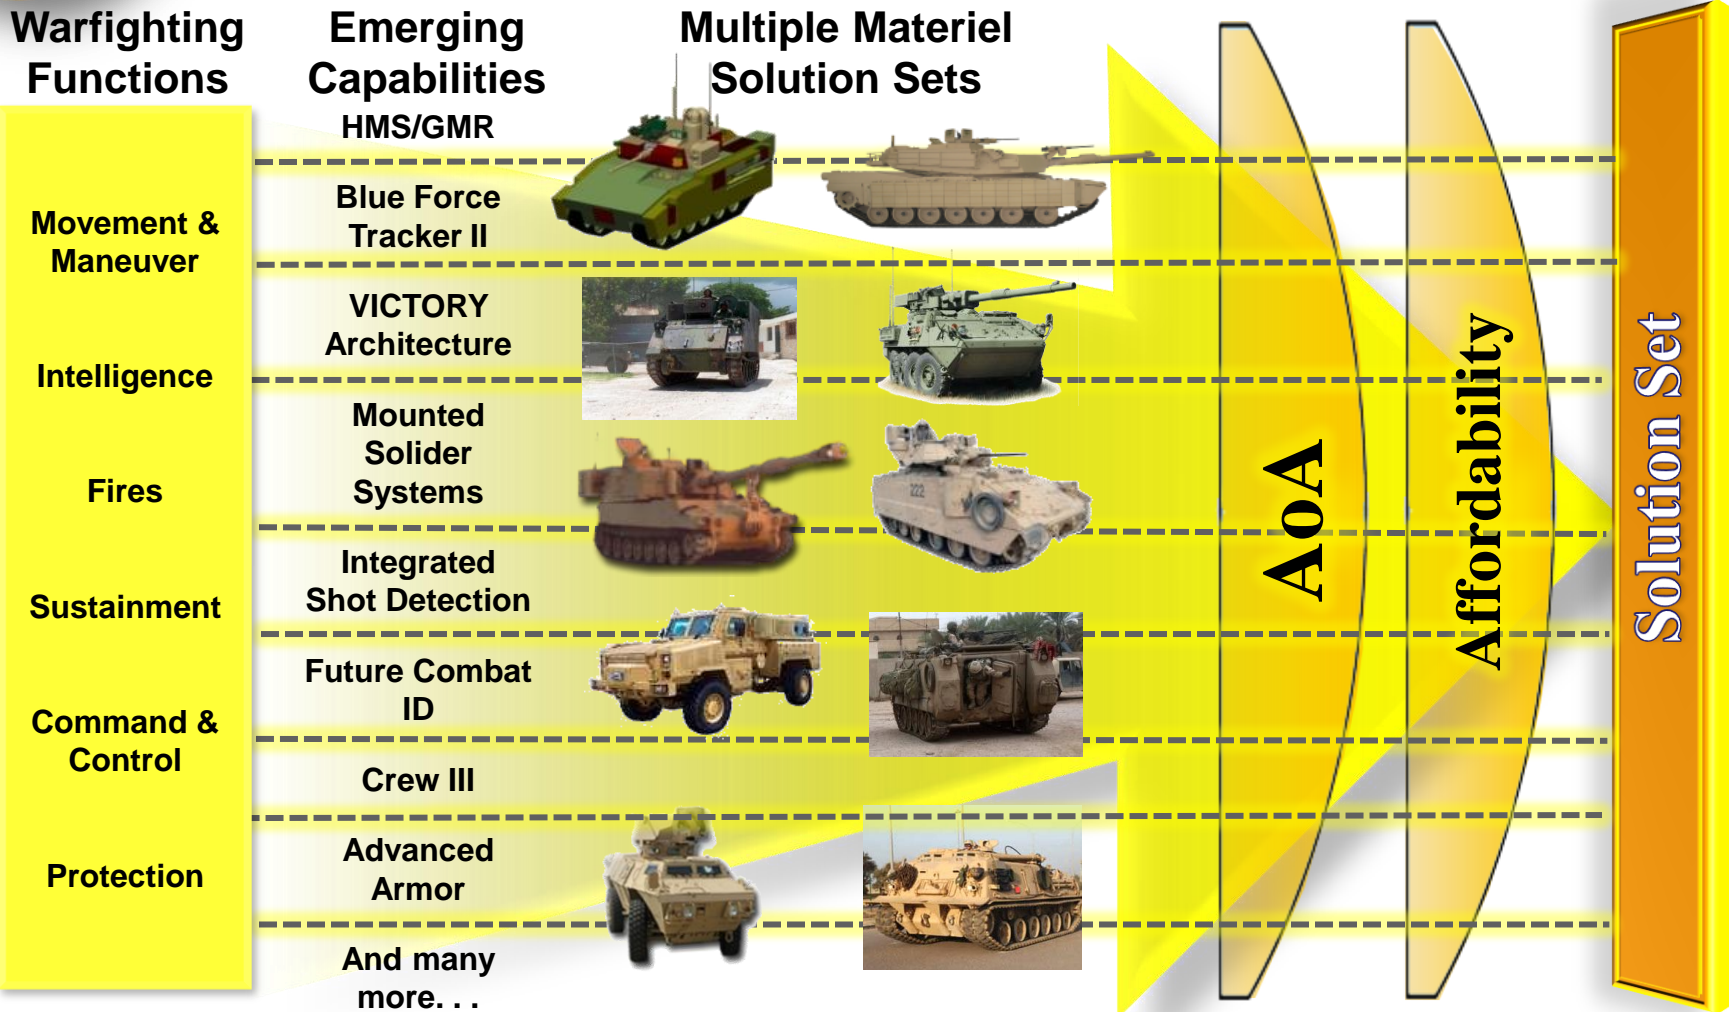 Warfighting
Functions
Emerging
Capabilities
Multiple Materiel
Solution Sets
Movement &
Maneuver
Intelligence
Fires
Sustainment
Command &
Control
Protection
HMS/GMR
Blue Force
Tracker II
VICTORY
Architecture
Mounted
Solider
Systems
Integrated
Shot Detection
Future Combat
ID
Crew III
Advanced
Armor
And many
more. . .
222
AoA
Affordability
Solution Set